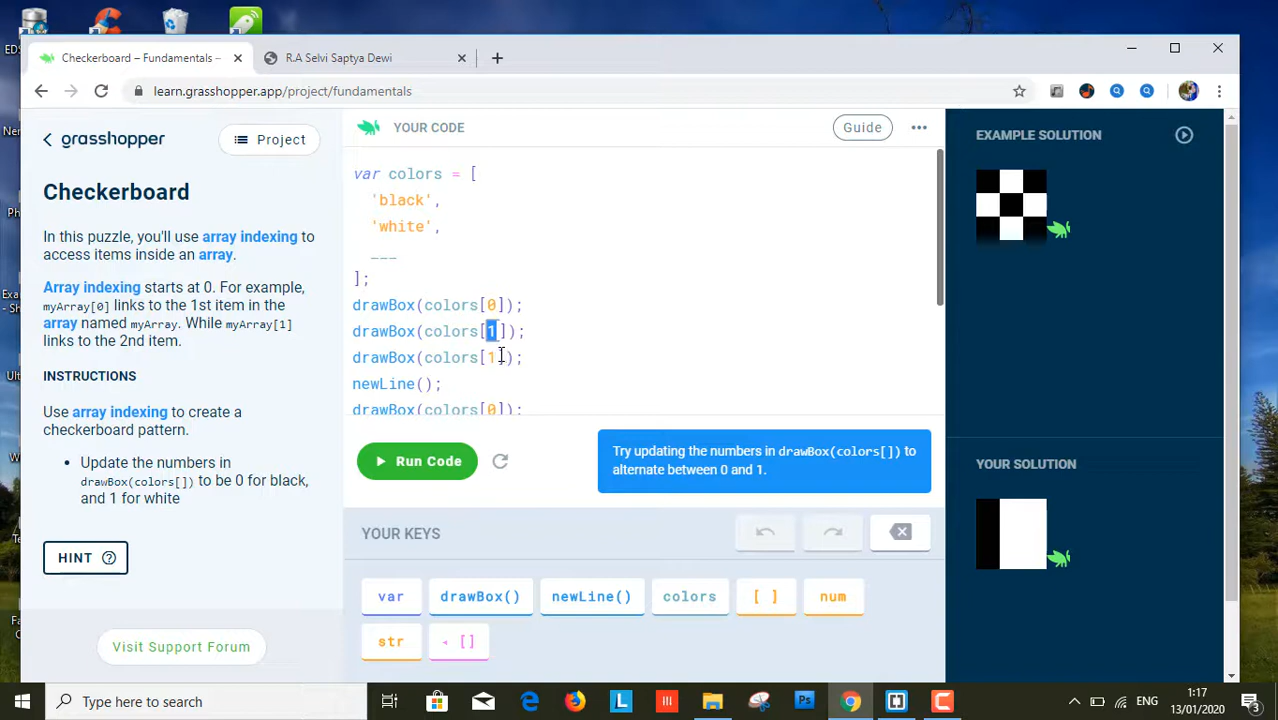 EDS
Checkerboard – Fundamentals –
R.A Selvi Saptya Dewi
learn.grasshopper.app/project/fundamentals
grasshopper
Project
YOUR CODE
Guide
EXAMPLE SOLUTION
Checkerboard
In this puzzle, you'll use array indexing to
access items inside an array.
Array indexing starts at 0. For example,
myArray[0] links to the 1st item in the
array named myArray. While myArray[1]
links to the 2nd item.
INSTRUCTIONS
Use array indexing to create a
checkerboard pattern.
• Update the numbers in
drawBox(colors[]) to be 0 for black,
and 1 for white
HINT ?
Visit Support Forum
var colors = [
'black',
'white',
___
];
drawBox(colors[0]);
drawBox(colors[1]);
drawBox(colors[1]);
newLine();
drawBox(colors[0]);
Run Code
Try updating the numbers in drawBox(colors[]) to
alternate between 0 and 1.
YOUR SOLUTION
YOUR KEYS
var
drawBox()
newLine()
colors
[ ]
num
str
< []
Type here to search
L
Ps
ENG
1:17
13/01/2020
3